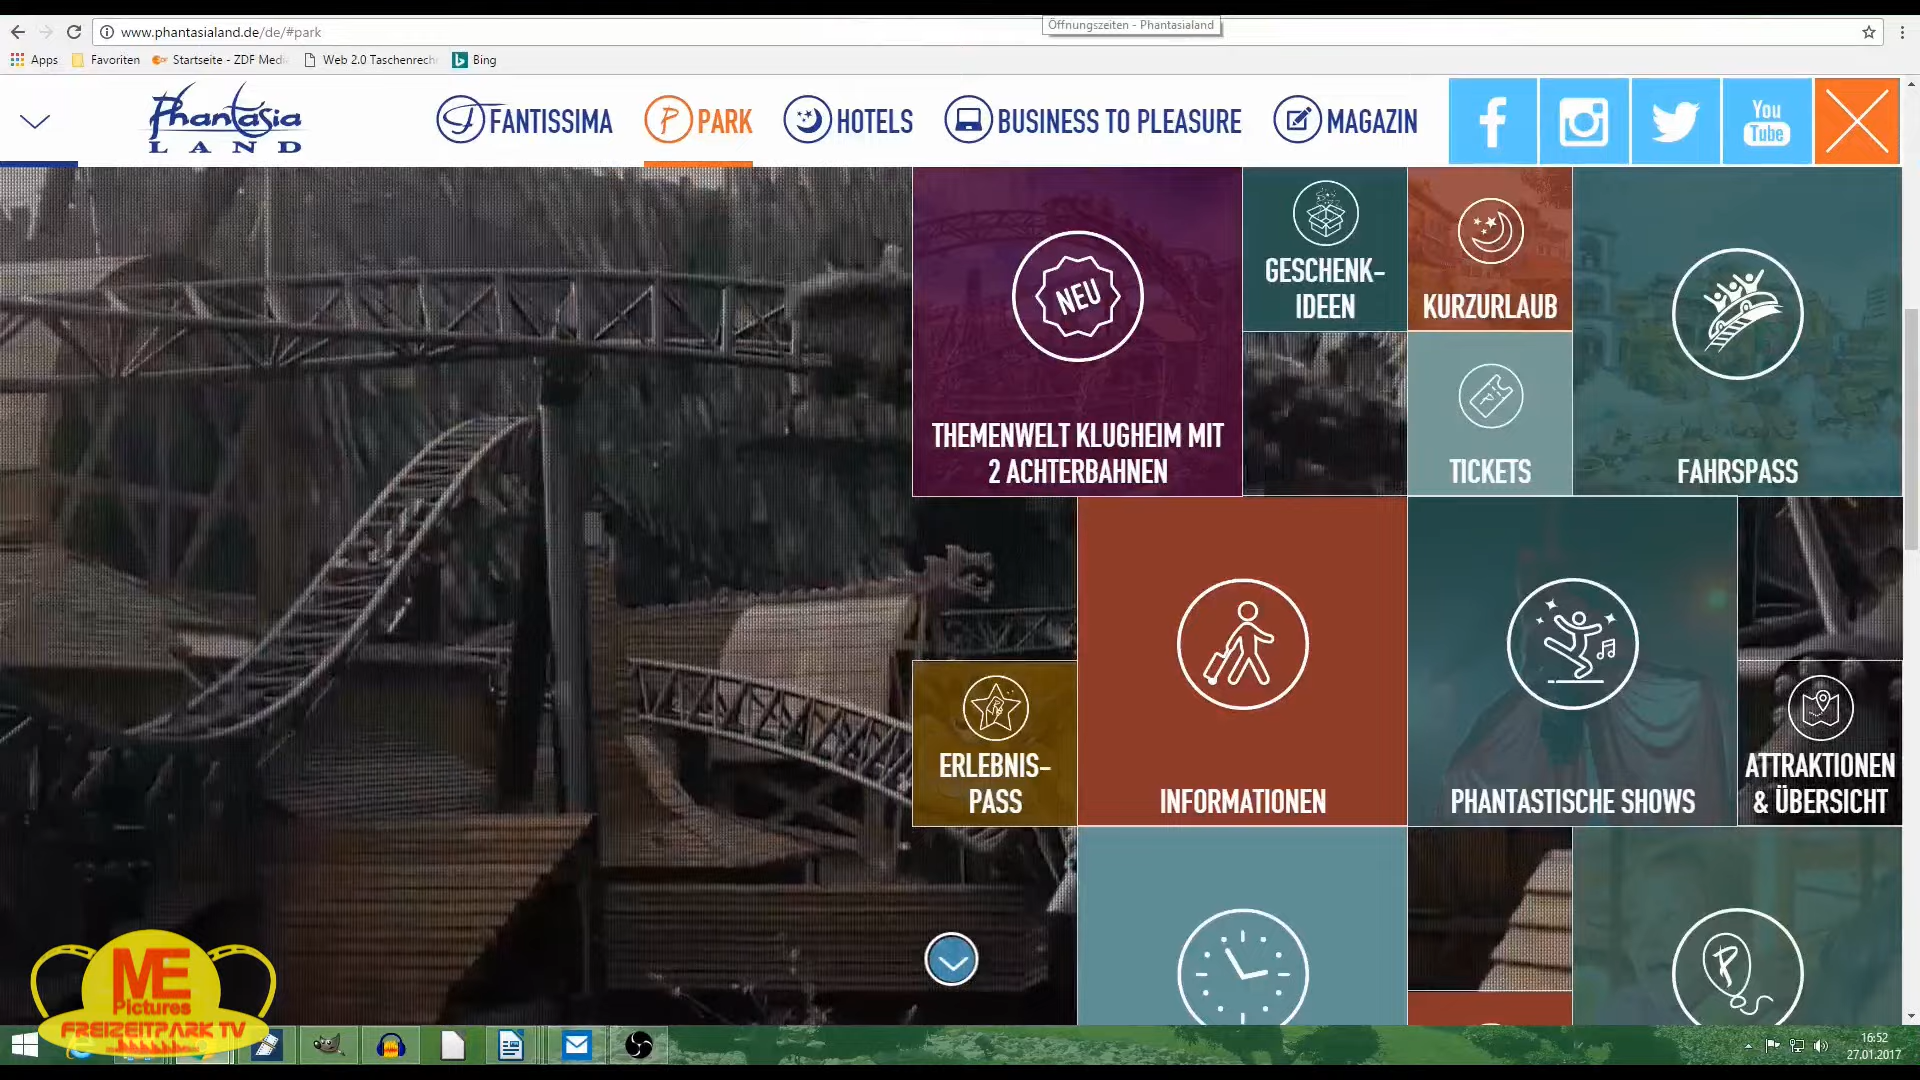 Öffnungszeiten - Phantasialand
www.phantasialand.de/de/#park
Apps
Favoriten
Startseite - ZDF Medi
Web 2.0 Taschenrech
Bing
Phantasia
LAND
FANTISSIMA
P PARK
HOTELS
BUSINESS TO PLEASURE
MAGAZIN
You
Tube
NEU
THEMENWELT KLUGHEIM MIT
2 ACHTERBAHNEN
GESCHENK-
IDEEN
KURZURLAUB
TICKETS
FAHRSPASS
ERLEBNIS-
PASS
INFORMATIONEN
PHANTASTISCHE SHOWS
ATTRAKTIONEN
& ÜBERSICHT
P
ME
Pictures
FREIZEITPARK TV
16:52
27.01.2017